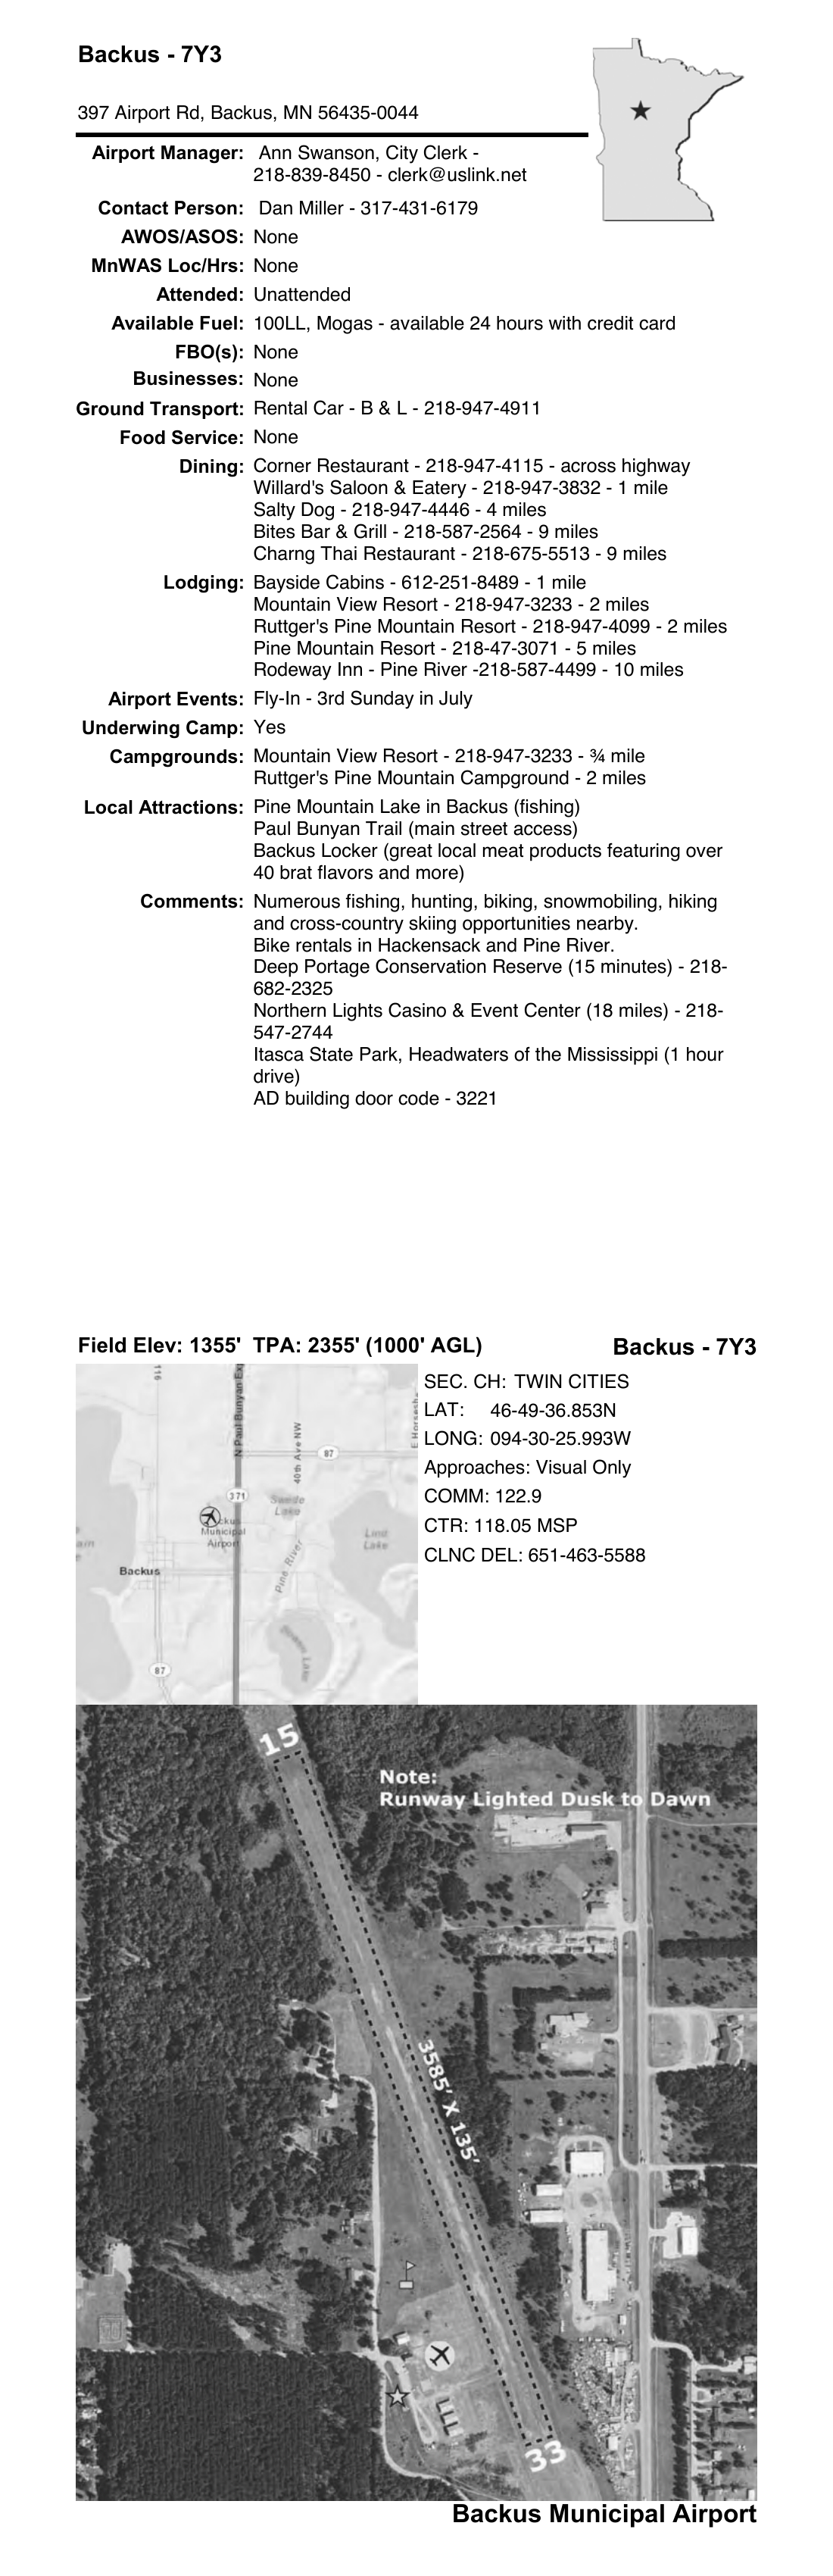 Backus - 7Y3
397 Airport Rd, Backus, MN 56435-0044
Airport Manager: Ann Swanson, City Clerk -
218-839-8450 - clerk@uslink.net
Contact Person: Dan Miller - 317-431-6179
AWOS/ASOS: None
MnWAS Loc/Hrs: None
Attended: Unattended
Available Fuel: 100LL, Mogas - available 24 hours with credit card
FBO(s): None
Businesses: None
Ground Transport: Rental Car - B & L - 218-947-4911
Food Service: None
Dining: Corner Restaurant - 218-947-4115 - across highway
Willard's Saloon & Eatery - 218-947-3832 - 1 mile
Salty Dog - 218-947-4446 - 4 miles
Bites Bar & Grill - 218-587-2564 - 9 miles
Charng Thai Restaurant - 218-675-5513 - 9 miles
Lodging: Bayside Cabins - 612-251-8489 - 1 mile
Mountain View Resort - 218-947-3233 - 2 miles
Ruttger's Pine Mountain Resort - 218-947-4099 - 2 miles
Pine Mountain Resort - 218-47-3071 - 5 miles
Rodeway Inn - Pine River -218-587-4499 - 10 miles
Airport Events: Fly-In - 3rd Sunday in July
Underwing Camp: Yes
Campgrounds: Mountain View Resort - 218-947-3233 - ¾ mile
Ruttger's Pine Mountain Campground - 2 miles
Local Attractions: Pine Mountain Lake in Backus (fishing)
Paul Bunyan Trail (main street access)
Backus Locker (great local meat products featuring over
40 brat flavors and more)
Comments: Numerous fishing, hunting, biking, snowmobiling, hiking
and cross-country skiing opportunities nearby.
Bike rentals in Hackensack and Pine River.
Deep Portage Conservation Reserve (15 minutes) - 218-
682-2325
Northern Lights Casino & Event Center (18 miles) - 218-
547-2744
Itasca State Park, Headwaters of the Mississippi (1 hour
drive)
AD building door code - 3221
Field Elev: 1355' TPA: 2355' (1000' AGL)
Backus - 7Y3
SEC. CH: TWIN CITIES
LAT: 46-49-36.853N
LONG: 094-30-25.993W
Approaches: Visual Only
COMM: 122.9
CTR: 118.05 MSP
CLNC DEL: 651-463-5588
116
N Paul Bunyan Exp
40th Ave NW
E Horsesh
87
371
Swede
Lake
ckus
Municipal
Airport
Limit
Lake
ain
Pine River
Backus
Lake
87
15
Note:
Runway Lighted Dusk to Dawn
3585' X 135'
33
Backus Municipal Airport